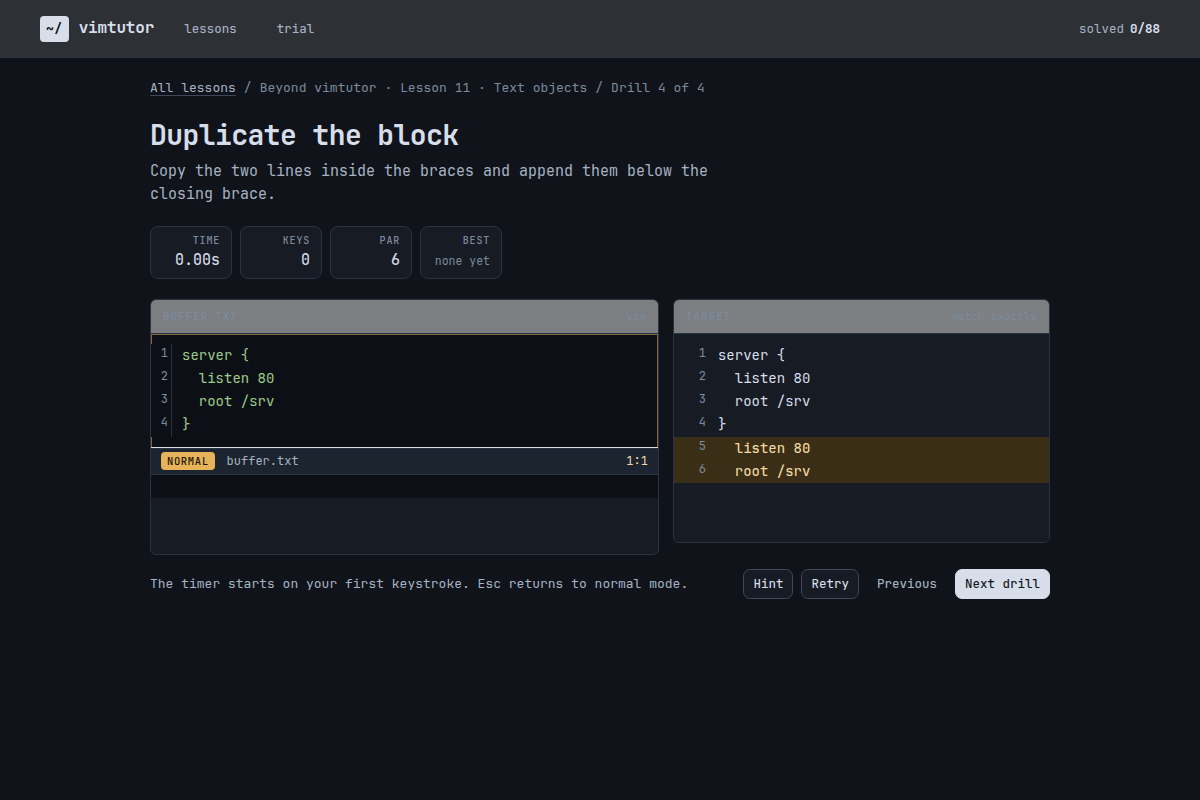 ~/ vimtutor lessons trial solved 0/88
All lessons / Beyond vimtutor · Lesson 11 · Text objects / Drill 4 of 4
Duplicate the block
Copy the two lines inside the braces and append them below the
closing brace.
TIME KEYS PAR BEST
0.00s 0 6 none yet
BUFFER.TXT vim
1 server {
2 listen 80
3 root /srv
4 }
NORMAL buffer.txt 1:1
TARGET match exactly
1 server {
2 listen 80
3 root /srv
4 }
5 listen 80
6 root /srv
The timer starts on your first keystroke. Esc returns to normal mode.
Hint Retry Previous Next drill